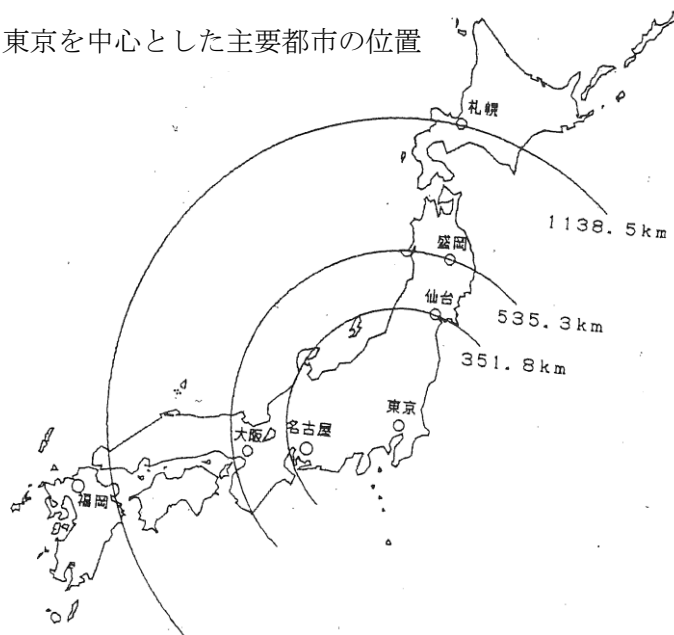 東京を中心とした主要都市の位置
札幌
1138.5km
盛岡
535.3km
仙台
351.8km
東京
名古屋
大阪
福岡